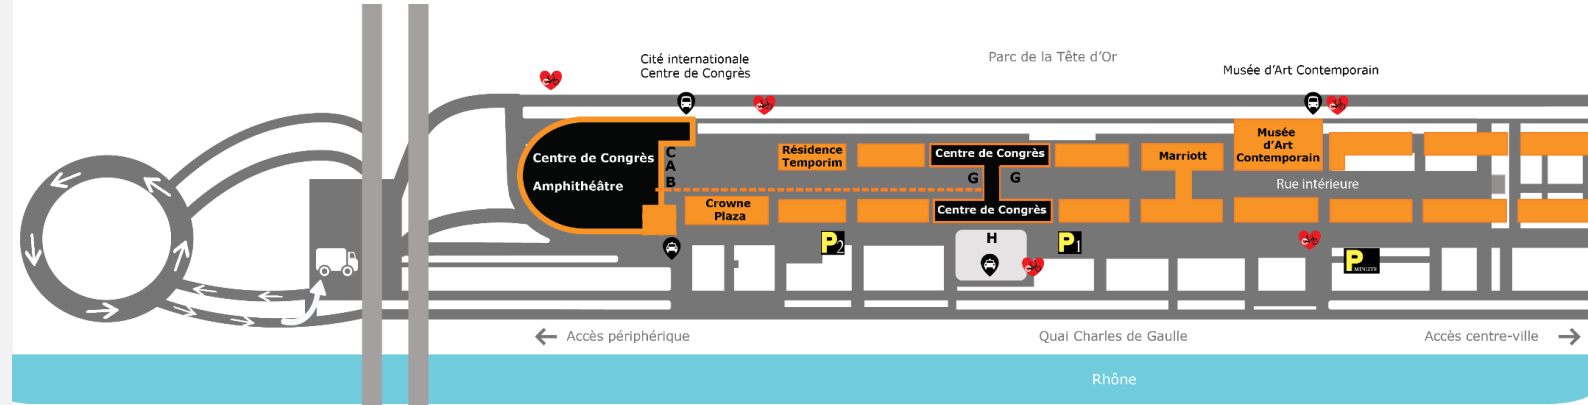 Cité internationale
Centre de Congrès
Parc de la Tête d'Or
Musée d'Art Contemporain
Centre de Congrès
Amphithéâtre
C
A
B
Résidence
Temporim
Centre de Congrès
G
G
Marriott
Musée
d'Art
Contemporain
Rue intérieure
Crowne
Plaza
Centre de Congrès
P2
H
P1
P
MINUTE
Accès périphérique
Quai Charles de Gaulle
Accès centre-ville
Rhône